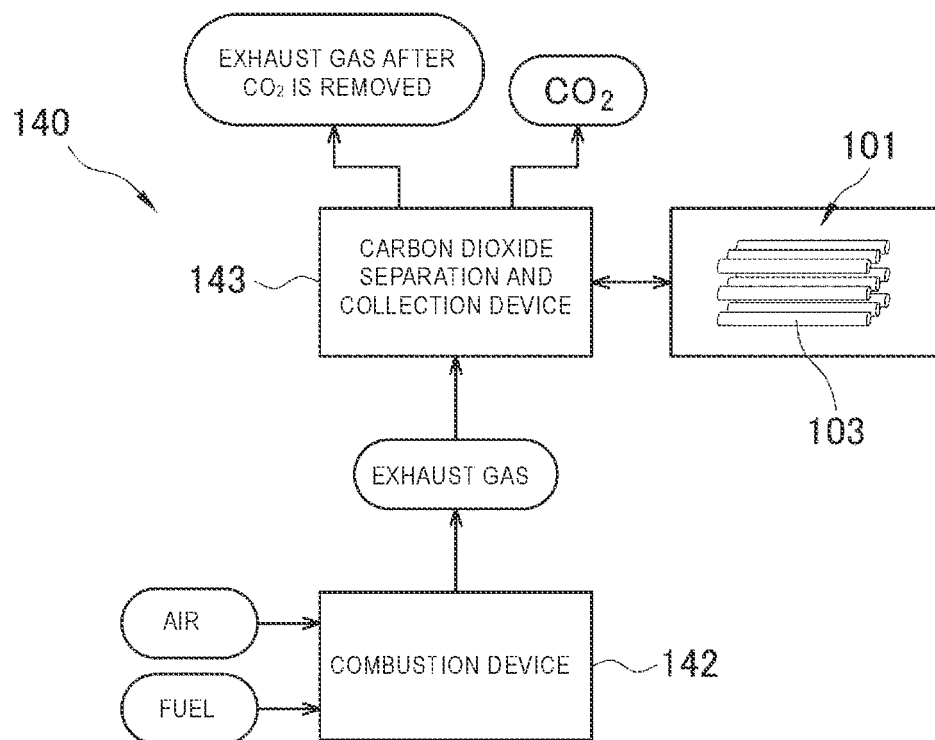 EXHAUST GAS AFTER
CO₂ IS REMOVED
CO₂
140
101
143
CARBON DIOXIDE
SEPARATION AND
COLLECTION DEVICE
103
EXHAUST GAS
AIR
COMBUSTION DEVICE
142
FUEL